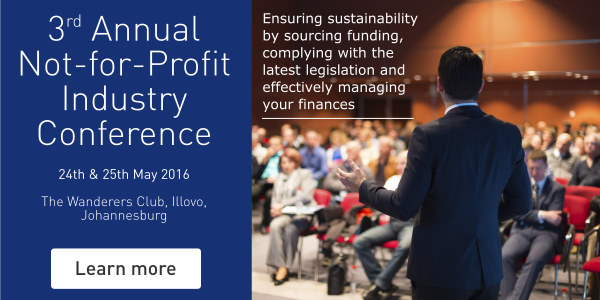 3rd Annual
Not-for-Profit
Industry
Conference
24th & 25th May 2016
The Wanderers Club, Illovo,
Johannesburg
Learn more
Ensuring sustainability
by sourcing funding,
complying with the
latest legislation and
effectively managing
your finances